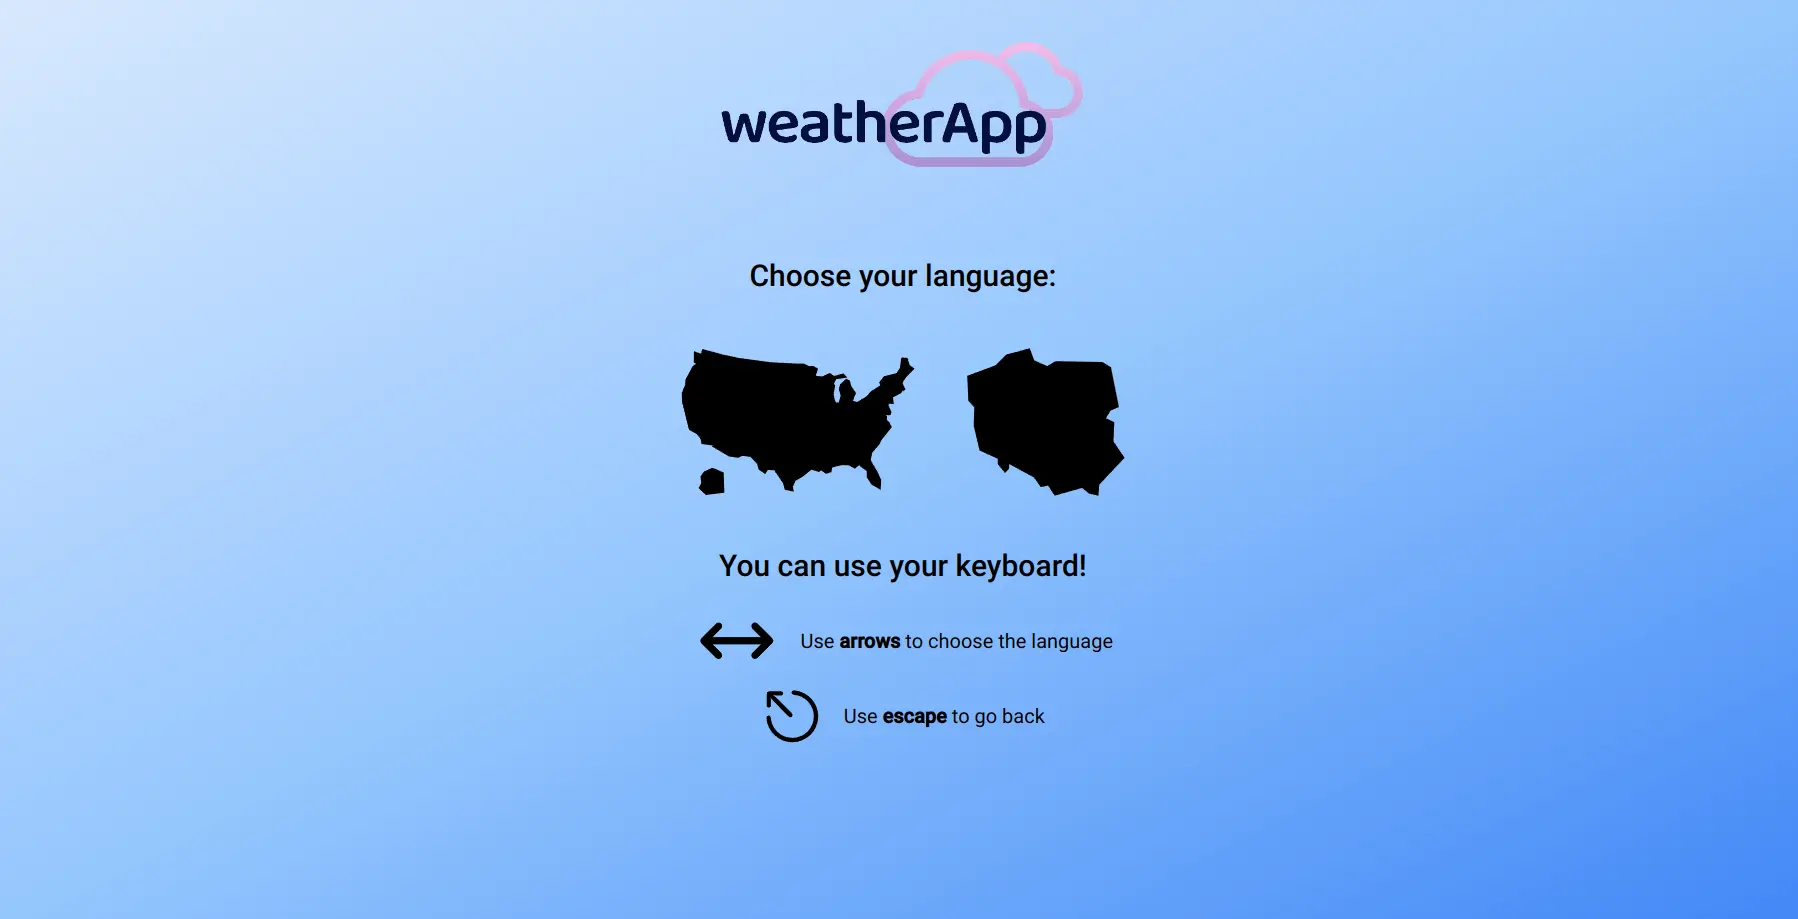 weatherApp
Choose your language:
You can use your keyboard!
Use arrows to choose the language
Use escape to go back